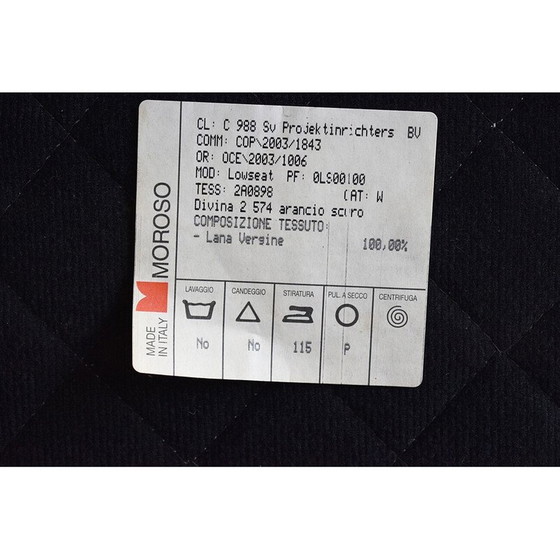 CL: C 988 Sv Projektinrichters BV
COMM: COP\2003/1843
OR: OCE\2003/1006
MOD: Lowseat PF: 0LS00100
TESS: 2A0898 CAT: W
Divina 2 574 arancio scuro
COMPOSIZIONE TESSUTO:
- Lana Vergine 100,00%
MOROSO
MADE
IN ITALY
LAVAGGIO CANDEGGIO STIRATURA PUL. A SECCO CENTRIFUGA
No No 115 P